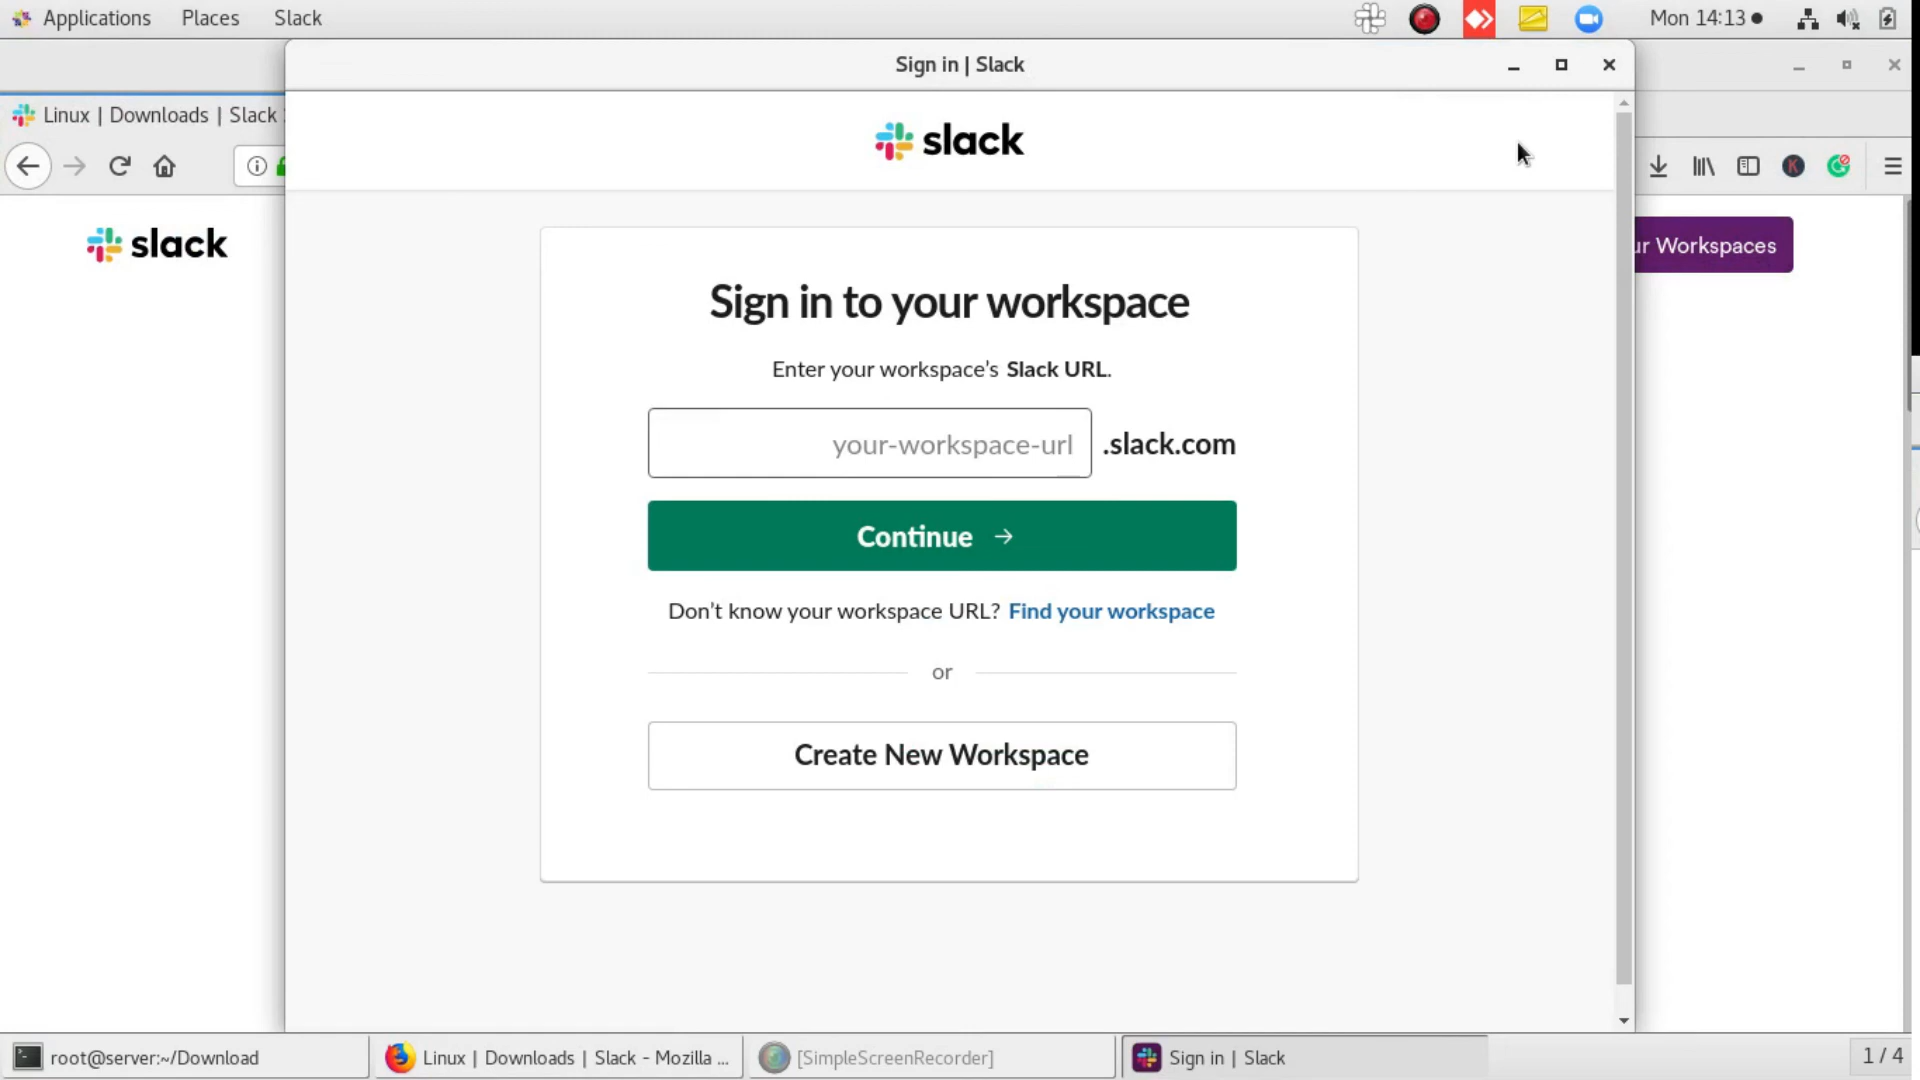 Applications Places Slack
Mon 14:13
Sign in | Slack
Linux | Downloads | Slack
slack
slack
ur Workspaces
Sign in to your workspace
Enter your workspace's Slack URL.
your-workspace-url .slack.com
Continue →
Don't know your workspace URL? Find your workspace
or
Create New Workspace
root@server:~/Download
Linux | Downloads | Slack - Mozilla ...
[SimpleScreenRecorder]
Sign in | Slack
1 / 4